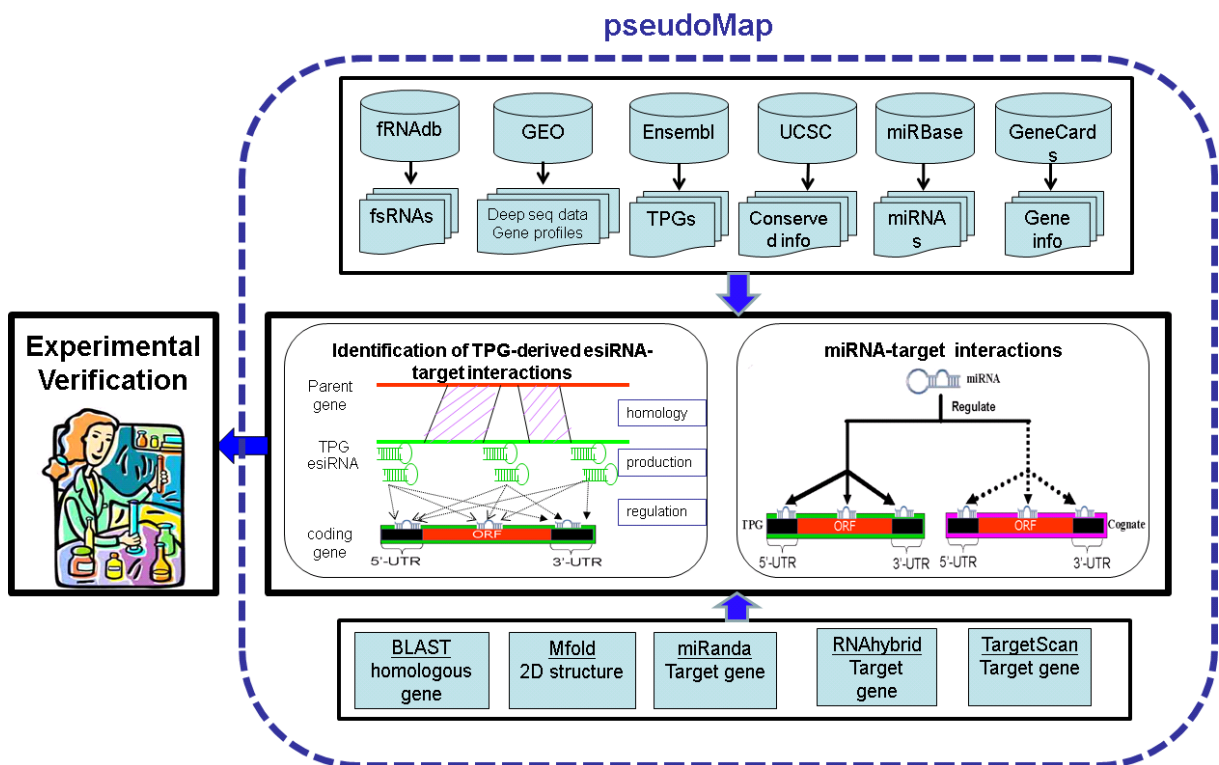 pseudoMap
fRNAdb
GEO
Ensembl
UCSC
miRBase
GeneCard
s
fsRNAs
Deep seq data
Gene profiles
TPGs
Conserve
d info
miRNA
s
Gene
info
Experimental
Verification
Identification of TPG-derived esiRNA-
target interactions
Parent
gene
homology
TPG
esiRNA
production
regulation
coding
gene
ORF
5'-UTR
3'-UTR
miRNA-target interactions
miRNA
Regulate
TPG
ORF
ORF
Cognate
5'-UTR
3'-UTR
5'-UTR
3'-UTR
BLAST
homologous
gene
Mfold
2D structure
miRanda
Target gene
RNAhybrid
Target
gene
TargetScan
Target gene